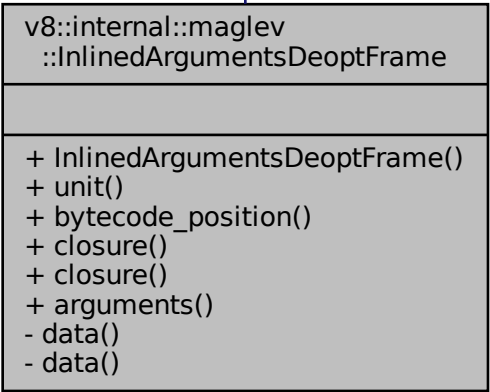 v8::internal::maglev
::InlinedArgumentsDeoptFrame
+ InlinedArgumentsDeoptFrame()
+ unit()
+ bytecode_position()
+ closure()
+ closure()
+ arguments()
- data()
- data()